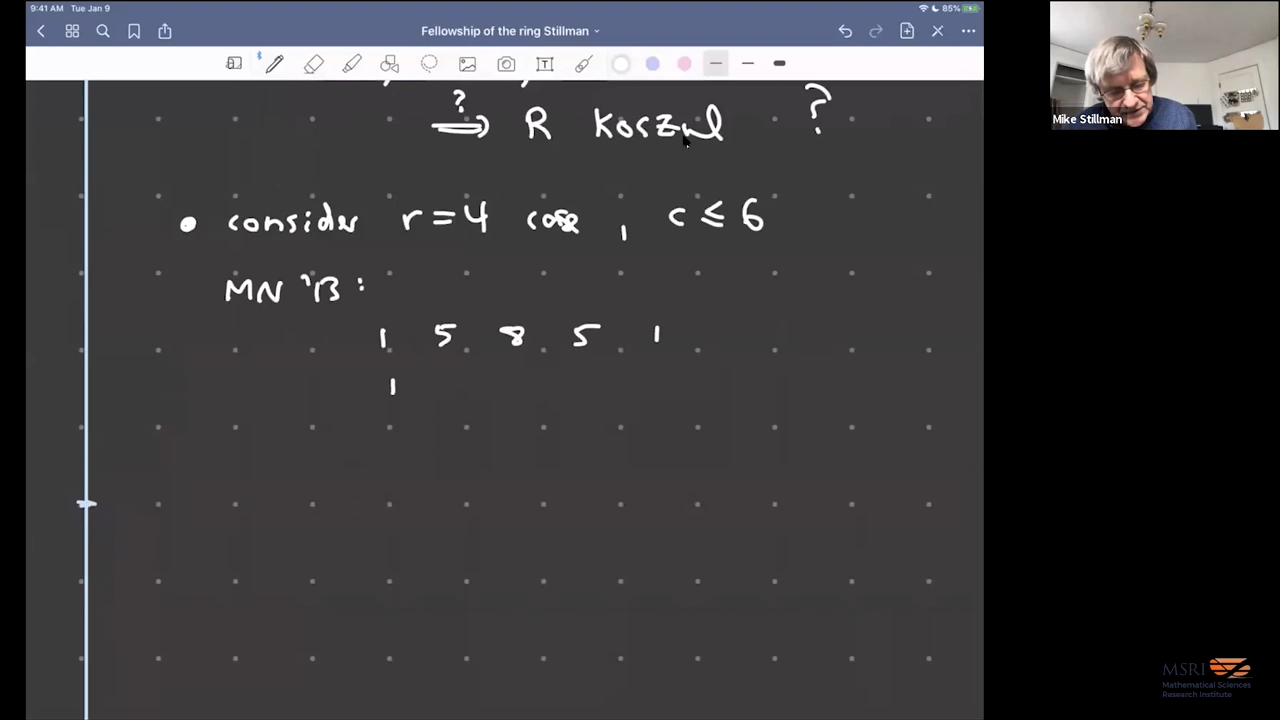 9:41 AM Tue Jan 9
85%
Fellowship of the ring Stillman
? ⟹ R Koszul ?
• consider r = 4 case, c ≤ 6
MN '13 :
1 5 8 5 1
1
Mike Stillman
MSRI
Mathematical Sciences
Research Institute